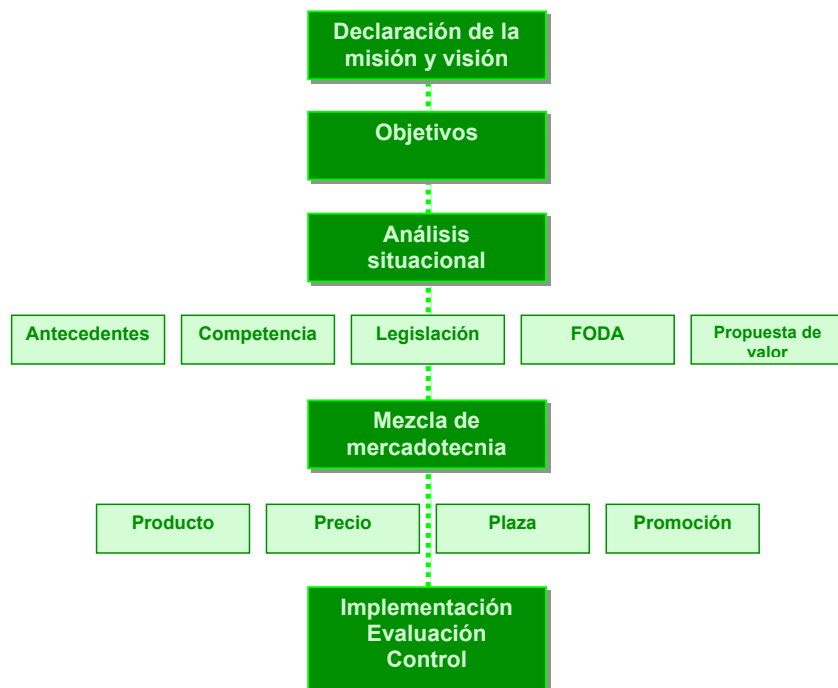 Declaración de la
misión y visión
Objetivos
Análisis
situacional
Antecedentes
Competencia
Legislación
FODA
Propuesta de
valor
Mezcla de
mercadotecnia
Producto
Precio
Plaza
Promoción
Implementación
Evaluación
Control